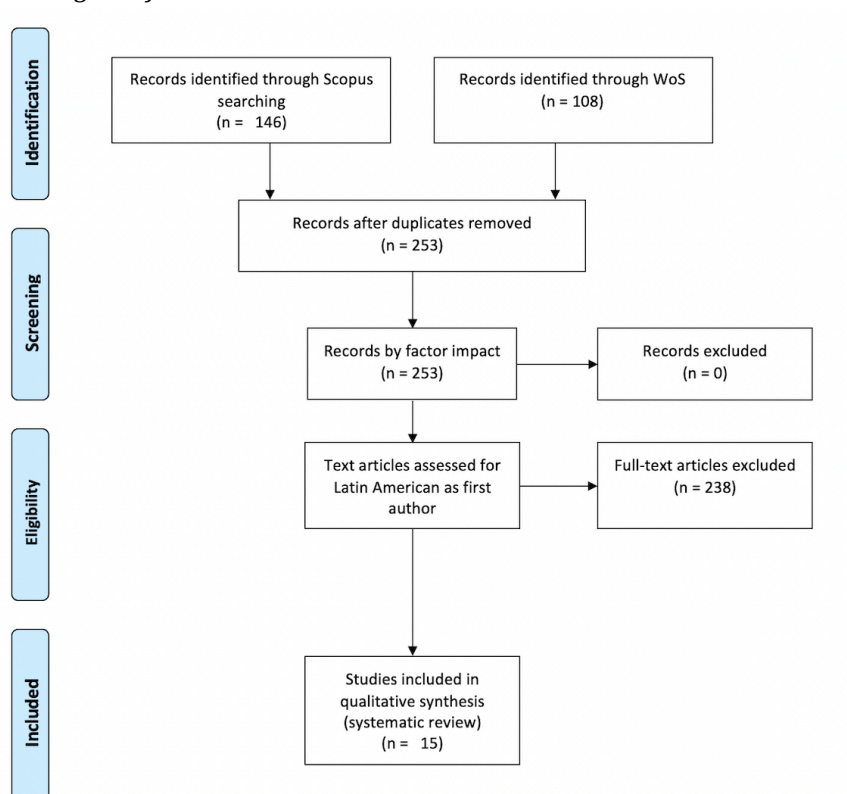 Identification
Records identified through Scopus
searching
(n = 146)
Records identified through WoS
(n = 108)
Records after duplicates removed
(n = 253)
Screening
Records by factor impact
(n = 253)
Records excluded
(n = 0)
Eligibility
Text articles assessed for
Latin American as first
author
Full-text articles excluded
(n = 238)
Included
Studies included in
qualitative synthesis
(systematic review)
(n = 15)